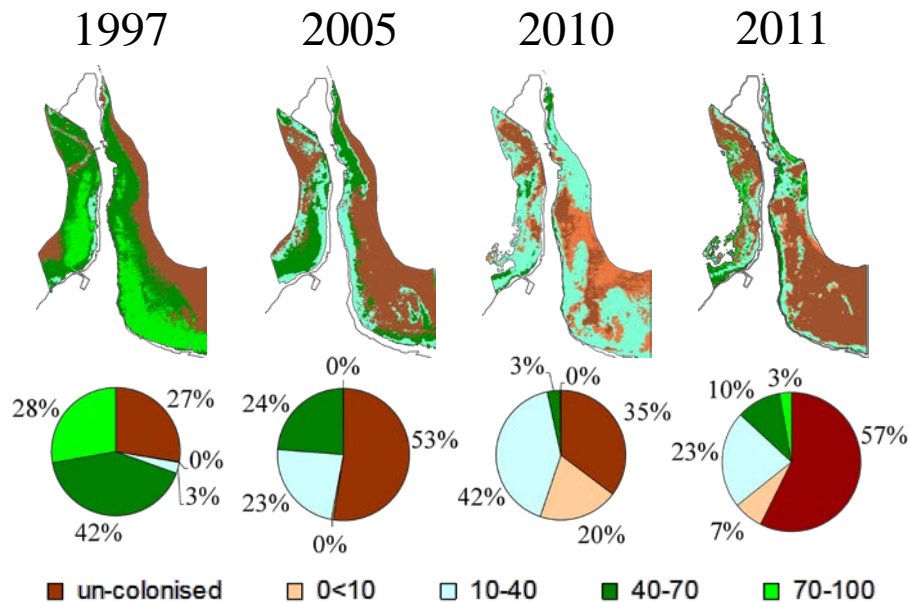 1997 2005 2010 2011
28% 27% 0% 3% 42%
0% 24% 53% 23% 0%
3% 0% 35% 42% 20%
10% 3% 57% 23% 7%
un-colonised 0<10 10-40 40-70 70-100